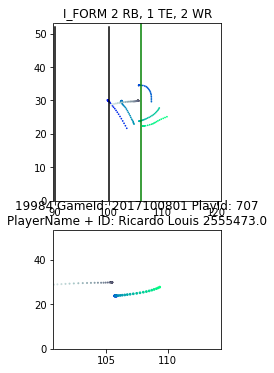 I_FORM 2 RB, 1 TE, 2 WR
50
40
30
20
10
0
90 100 110 120
19984 GameId: 2017100801 PlayId: 707
PlayerName + ID: Ricardo Louis 2555473.0
40
20
0
105 110